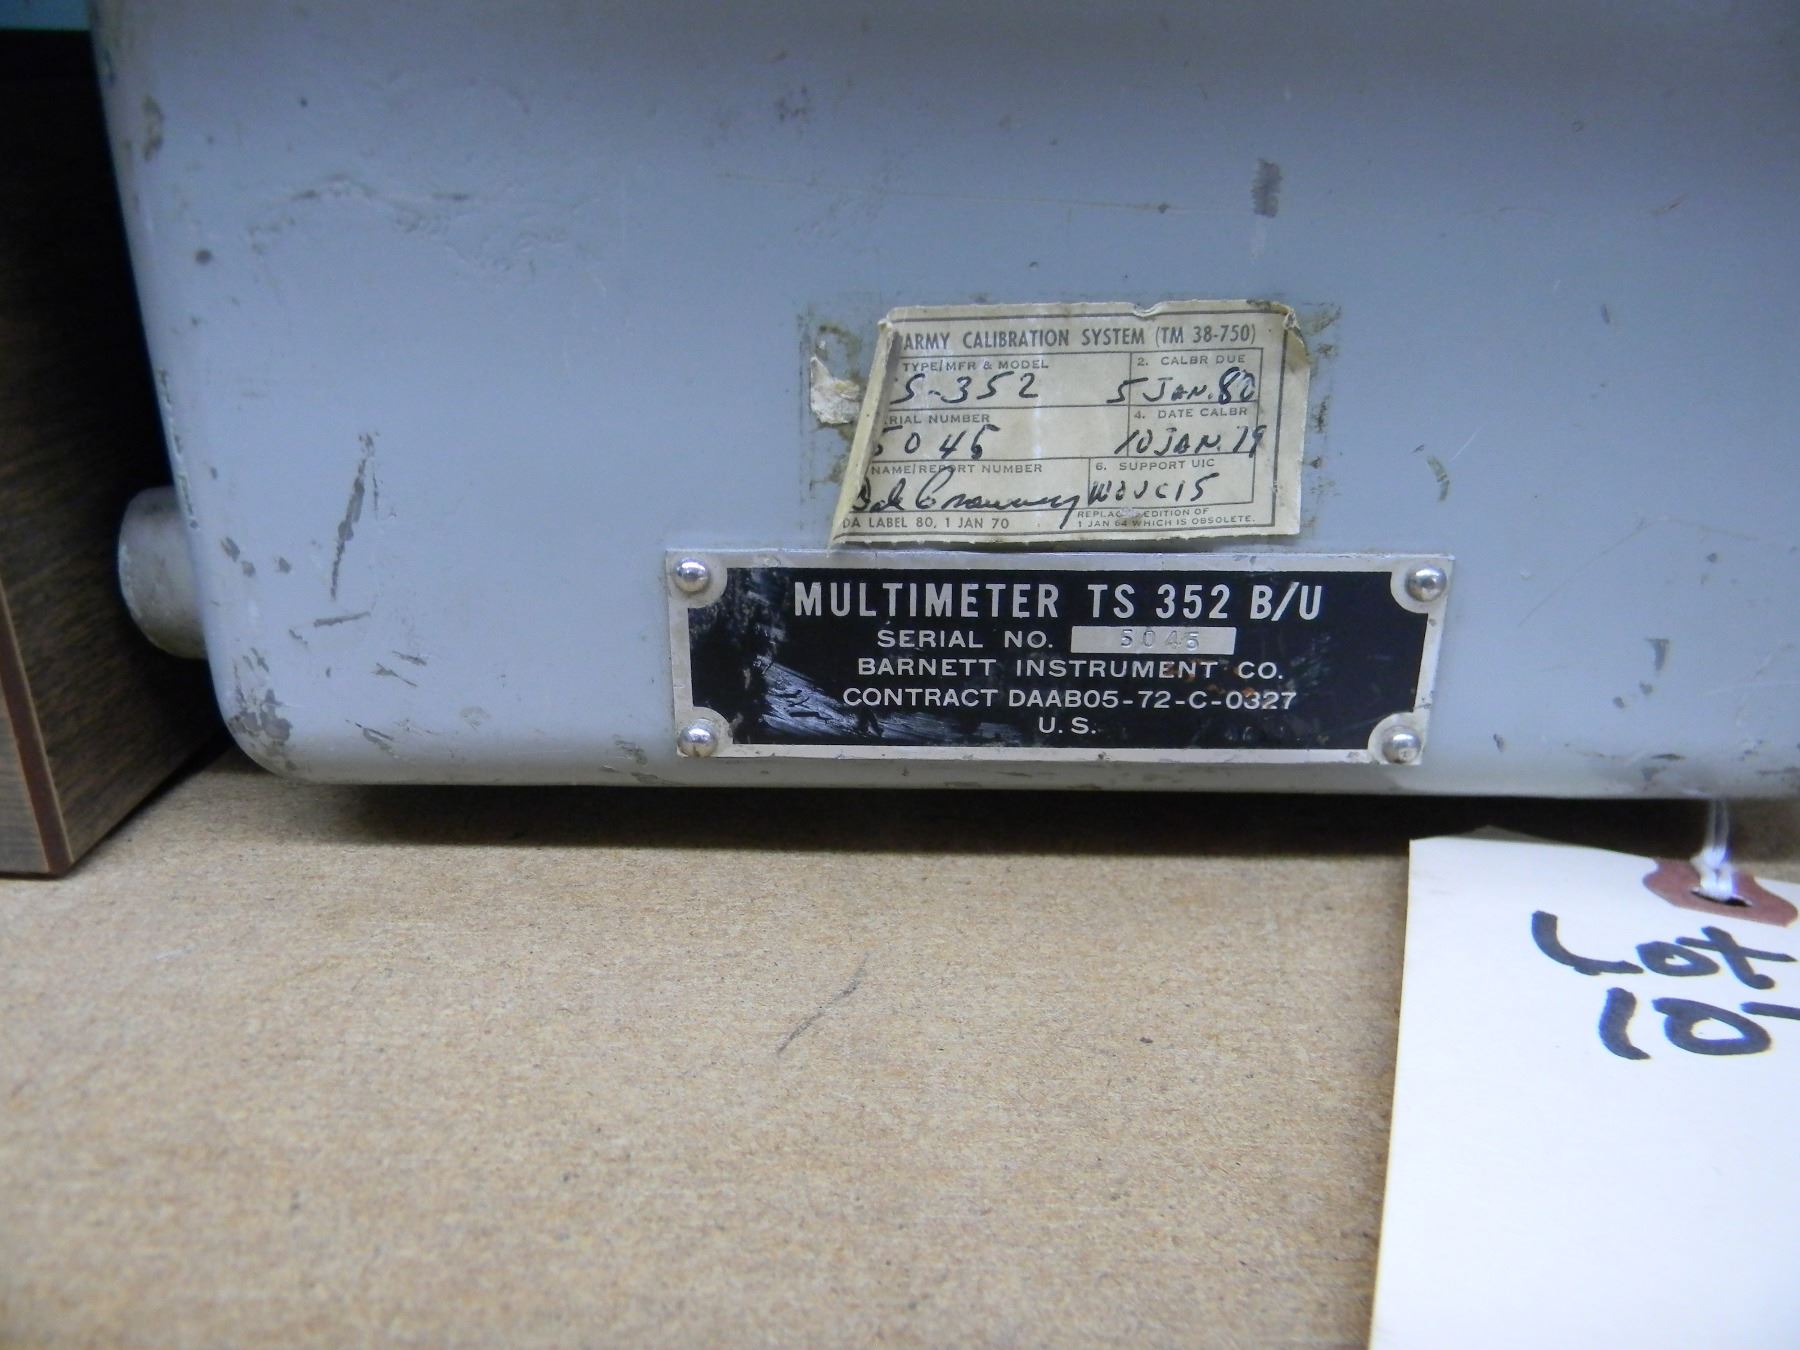 ARMY CALIBRATION SYSTEM (TM 38-750)
TYPE/MFR & MODEL 2. CALBR DUE
S-352 5 JAN. 80
RIAL NUMBER 4. DATE CALBR
5045 10 JAN. 79
NAME/REPORT NUMBER 6. SUPPORT UIC
DA LABEL 80, 1 JAN 70
REPLACES EDITION OF
1 JAN 64 WHICH IS OBSOLETE.
MULTIMETER TS 352 B/U
SERIAL NO. 5045
BARNETT INSTRUMENT CO.
CONTRACT DAAB05-72-C-0327
U.S.
Lot
10-